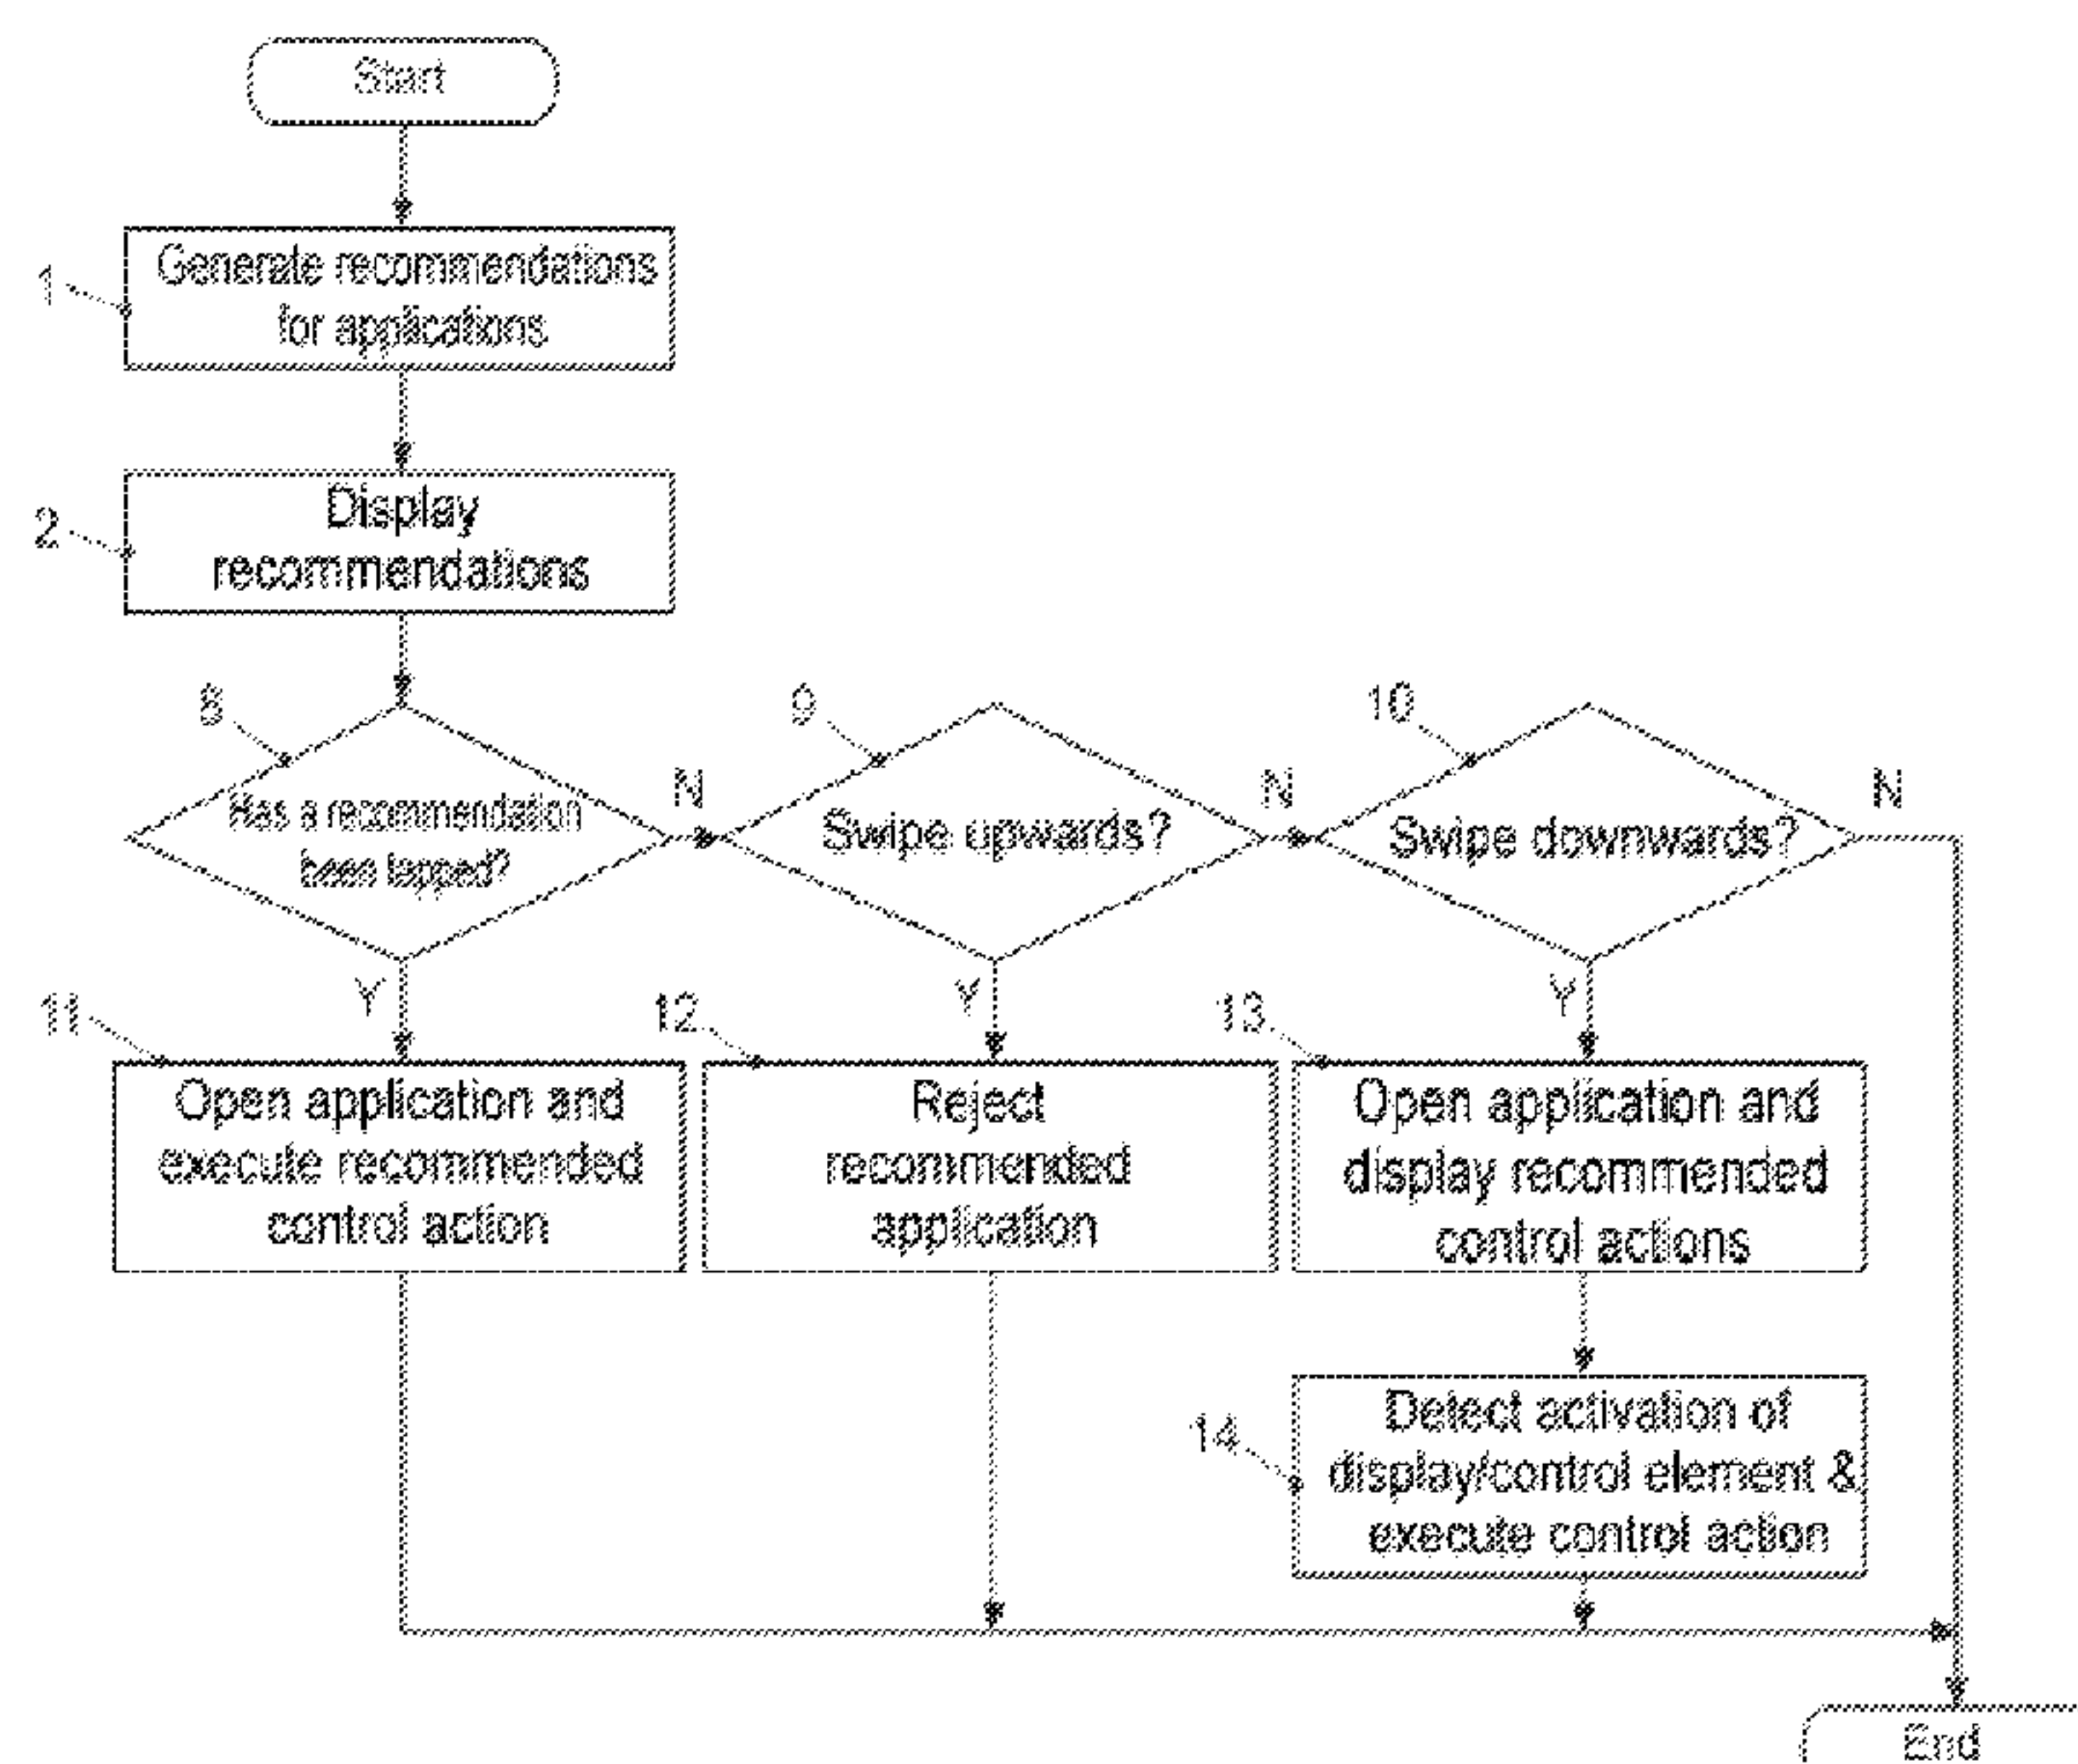 Start
1
Generate recommendations
for applications
2
Display
recommendations
8
Has a recommendation
been tapped?
N
9
Swipe upwards?
N
10
Swipe downwards?
N
Y
Y
Y
11
Open application and
execute recommended
control action
12
Reject
recommended
application
13
Open application and
display recommended
control actions
14
Detect activation of
display/control element &
execute control action
End